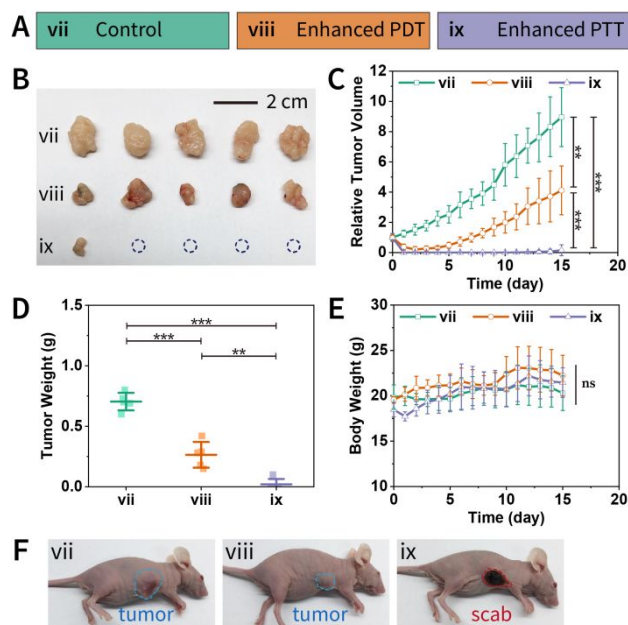 A vii Control viii Enhanced PDT ix Enhanced PTT
B
2 cm
vii
viii
ix
C
vii viii ix
Relative Tumor Volume
12
10
8
6
4
2
0
0 5 10 15
Time (day)
**
***
***
D
Tumor Weight (g)
1.5
1.0
0.5
0.0
***
***
**
vii viii ix
E
vii viii ix
Body Weight (g)
30
25
20
15
10
0 5 10 15
Time (day)
ns
F
vii
tumor
viii
tumor
ix
scab